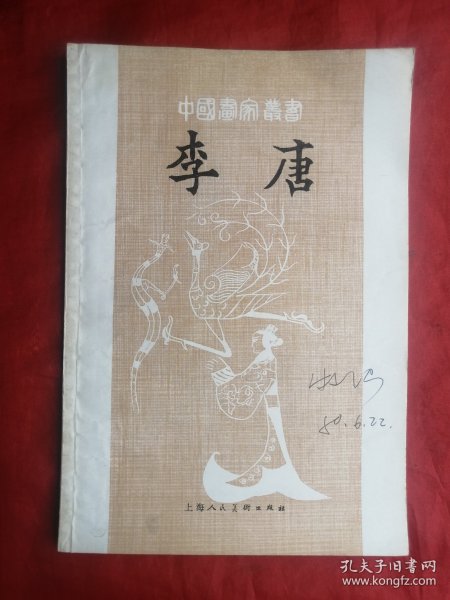 中國畫家叢書
李唐
80.6.22.
上海人民美術出版社
孔夫子旧书网
www.kongfz.com